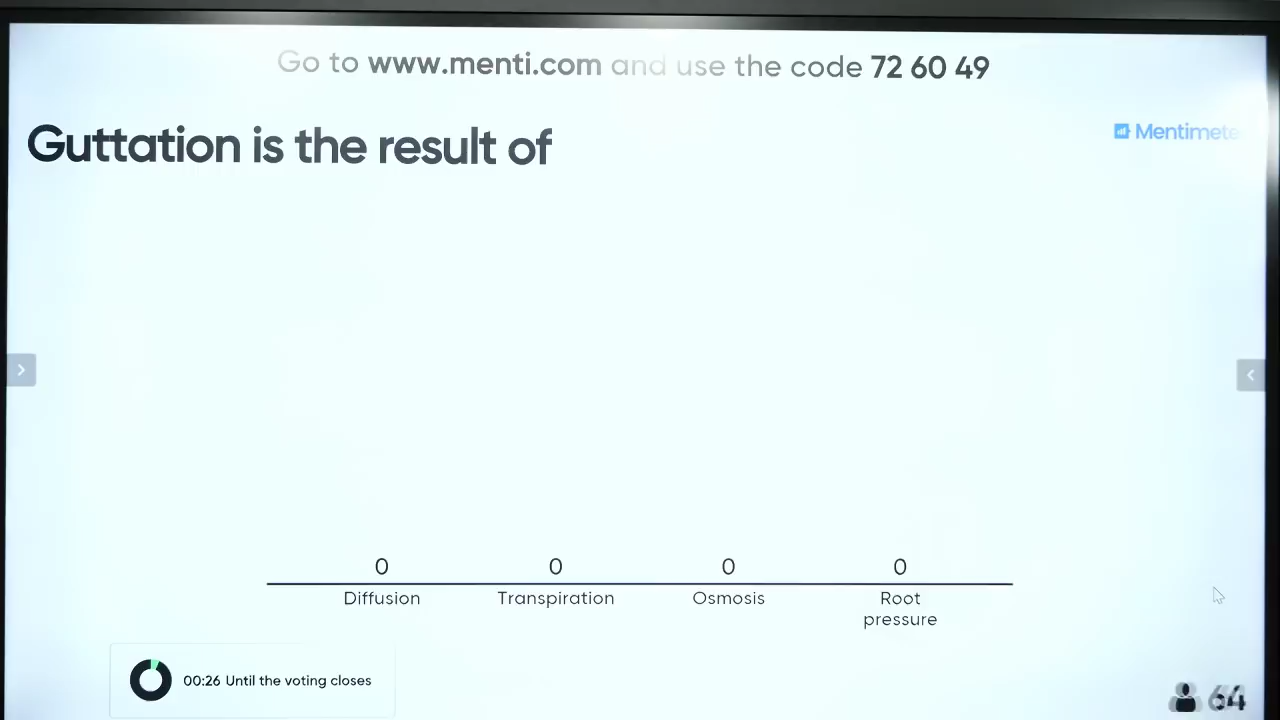 Go to www.menti.com and use the code 72 60 49
Guttation is the result of
Mentimete
0 0 0 0
Diffusion Transpiration Osmosis Root
pressure
00:26 Until the voting closes
64